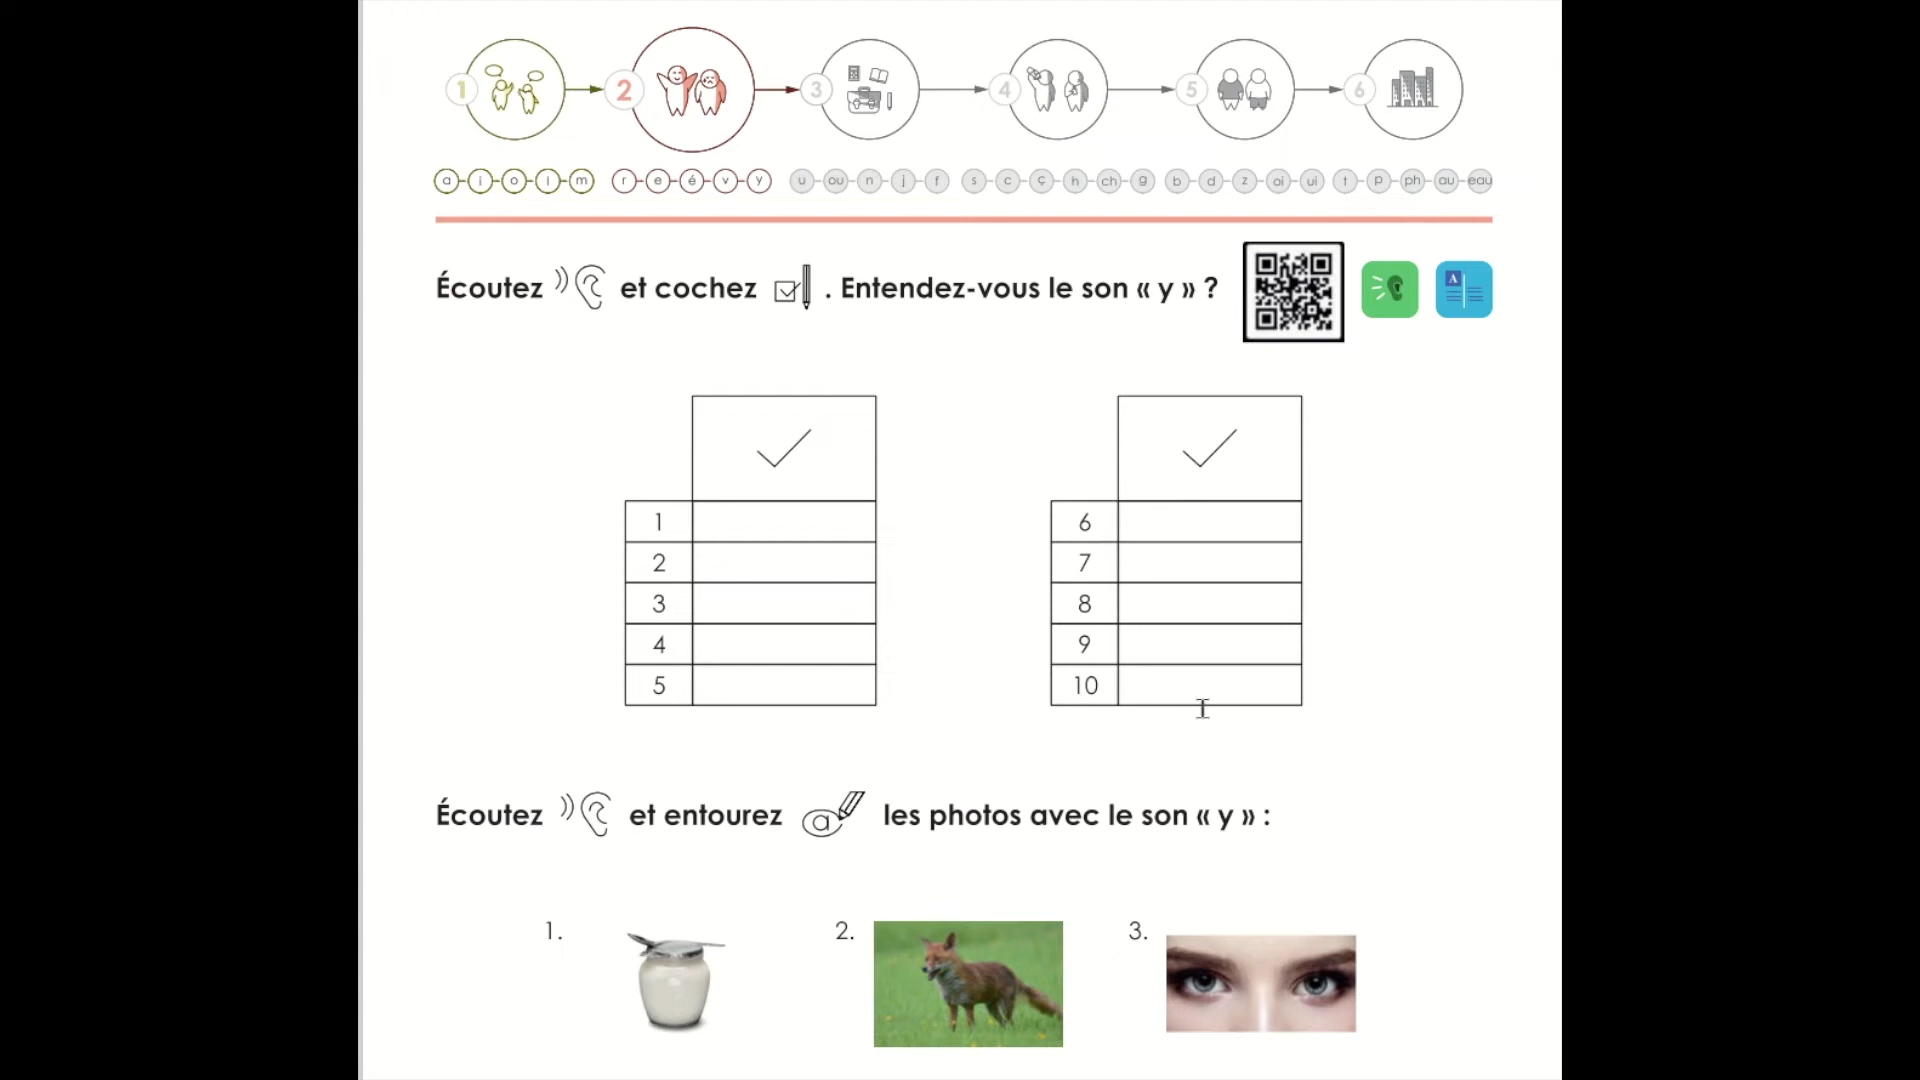 1 2 3 4 5 6
a i o l m r e é v y u ou n j f s c ç h ch g b d z oi ui t p ph au eau
Écoutez et cochez . Entendez-vous le son « y » ?
A
1 6
2 7
3 8
4 9
5 10
Écoutez et entourez a les photos avec le son « y » :
1. 2. 3.